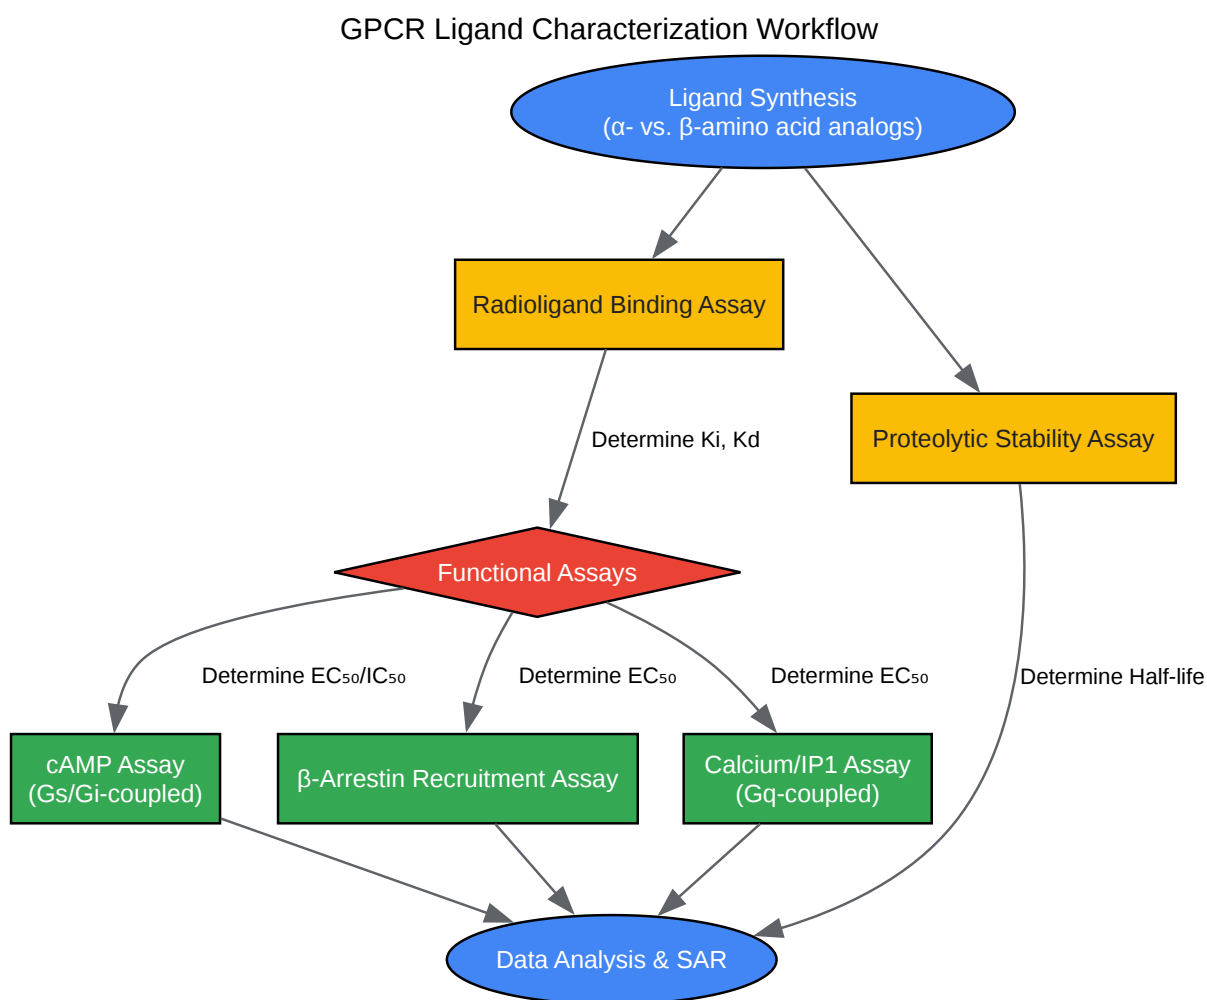 GPCR Ligand Characterization Workflow
Ligand Synthesis
(α- vs. β-amino acid analogs)
Radioligand Binding Assay
Proteolytic Stability Assay
Determine Ki, Kd
Functional Assays
Determine EC₅₀/IC₅₀
Determine EC₅₀
Determine EC₅₀
Determine Half-life
cAMP Assay
(Gs/Gi-coupled)
β-Arrestin Recruitment Assay
Calcium/IP1 Assay
(Gq-coupled)
Data Analysis & SAR